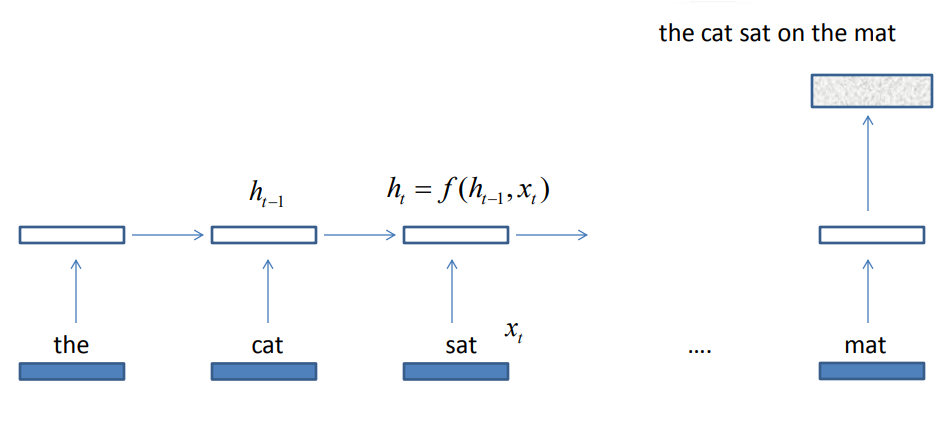 the cat sat on the mat
h_{t-1}
h_t = f(h_{t-1}, x_t)
the
cat
sat
x_t
....
mat